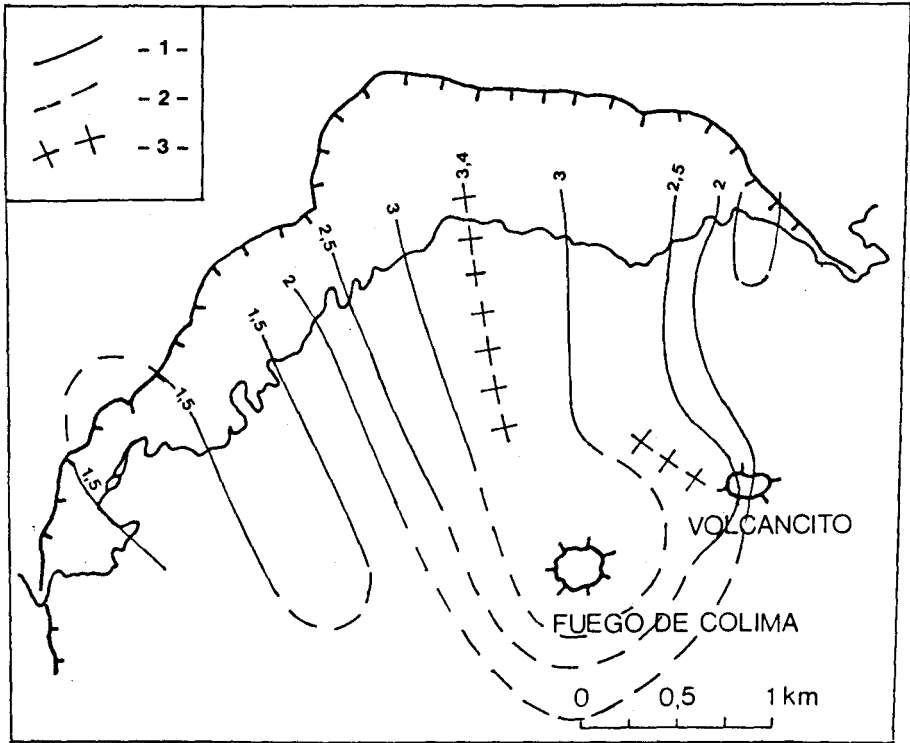 - 1 -
- 2 -
- 3 -
3,4
3
2,5
2
3
2,5
2
1,5
1,5
1,5
VOLCANCITO
FUEGO DE COLIMA
0 0,5 1 km